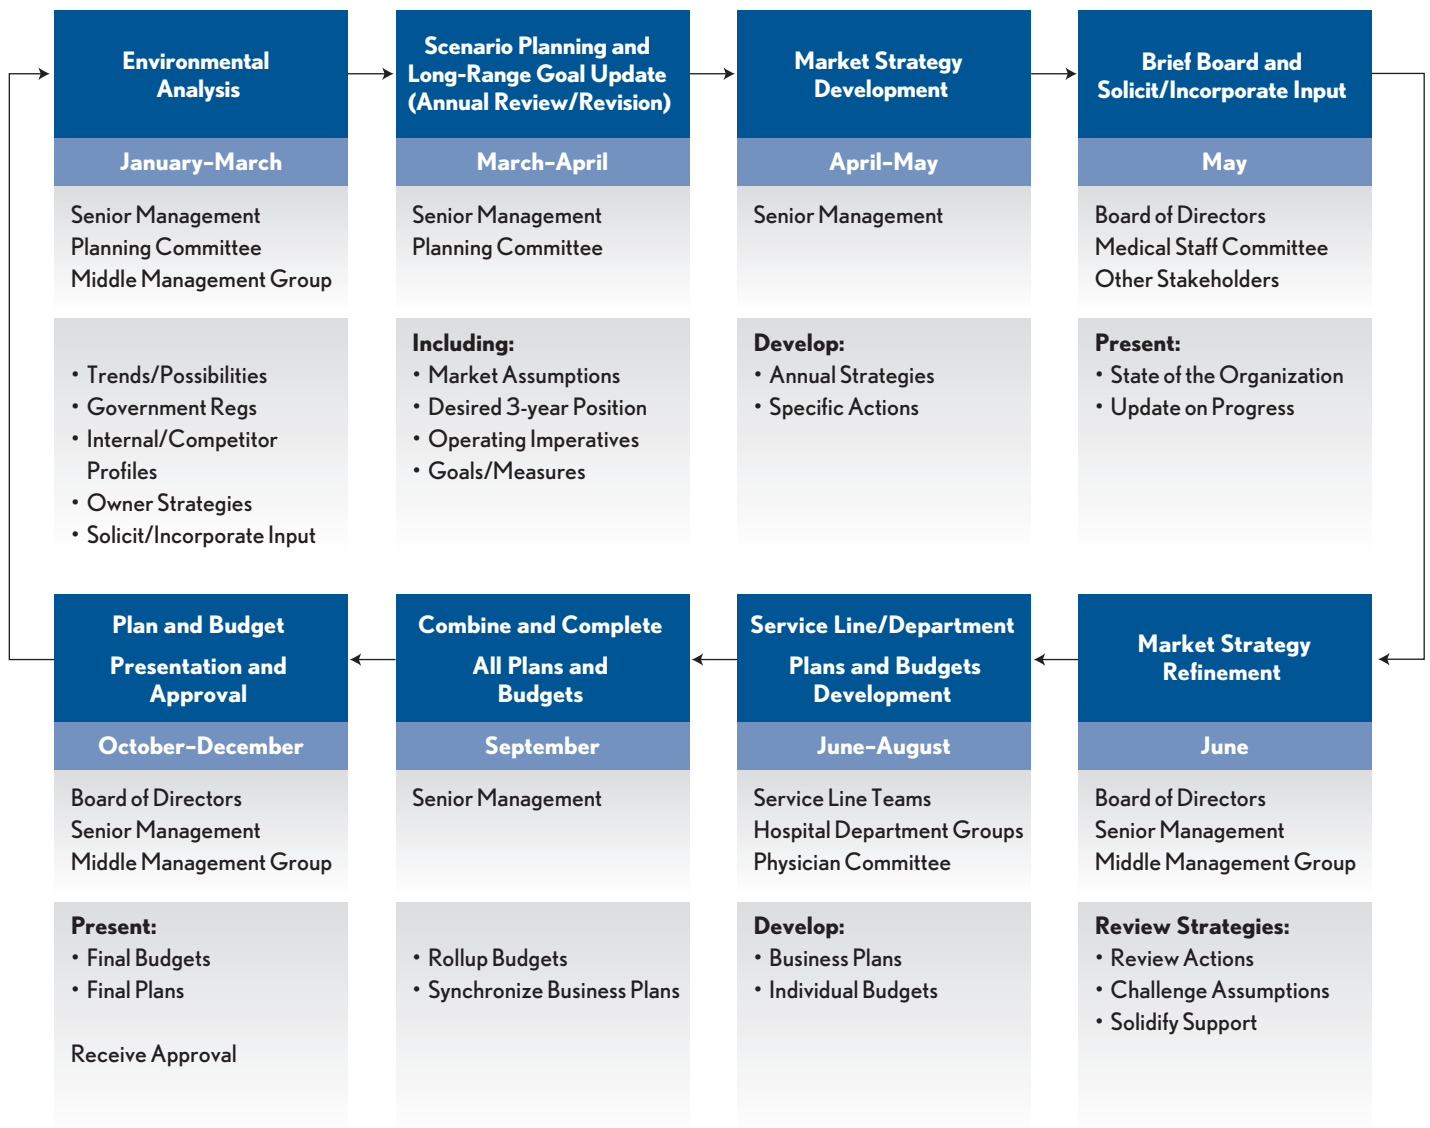 Environmental
Analysis
January–March
Senior Management
Planning Committee
Middle Management Group
• Trends/Possibilities
• Government Regs
• Internal/Competitor
Profiles
• Owner Strategies
• Solicit/Incorporate Input
Scenario Planning and
Long-Range Goal Update
(Annual Review/Revision)
March–April
Senior Management
Planning Committee
Including:
• Market Assumptions
• Desired 3-year Position
• Operating Imperatives
• Goals/Measures
Market Strategy
Development
April–May
Senior Management
Develop:
• Annual Strategies
• Specific Actions
Brief Board and
Solicit/Incorporate Input
May
Board of Directors
Medical Staff Committee
Other Stakeholders
Present:
• State of the Organization
• Update on Progress
Market Strategy
Refinement
June
Board of Directors
Senior Management
Middle Management Group
Review Strategies:
• Review Actions
• Challenge Assumptions
• Solidify Support
Service Line/Department
Plans and Budgets
Development
June–August
Service Line Teams
Hospital Department Groups
Physician Committee
Develop:
• Business Plans
• Individual Budgets
Combine and Complete
All Plans and
Budgets
September
Senior Management
• Rollup Budgets
• Synchronize Business Plans
Plan and Budget
Presentation and
Approval
October–December
Board of Directors
Senior Management
Middle Management Group
Present:
• Final Budgets
• Final Plans
Receive Approval